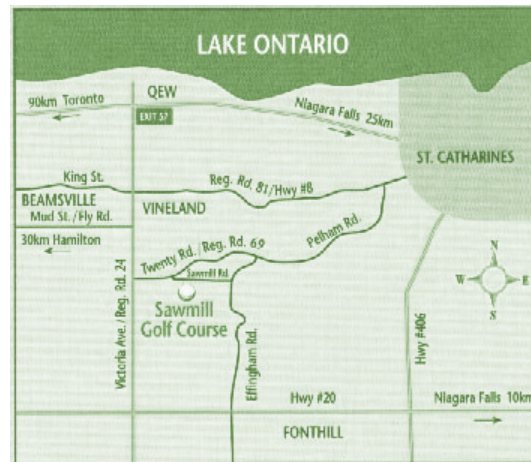 LAKE ONTARIO
QEW
90km Toronto
EXIT 57
Niagara Falls 25km
ST. CATHARINES
King St.
Reg. Rd. 81/Hwy #8
BEAMSVILLE
VINELAND
Mud St./Fly Rd.
Pelham Rd.
30km Hamilton
Twenty Rd./Reg. Rd. 69
Sawmill Rd.
N
W
E
S
Sawmill
Golf Course
Victoria Ave./Reg. Rd. 24
Effingham Rd.
Hwy #406
Hwy #20
Niagara Falls 10km
FONTHILL